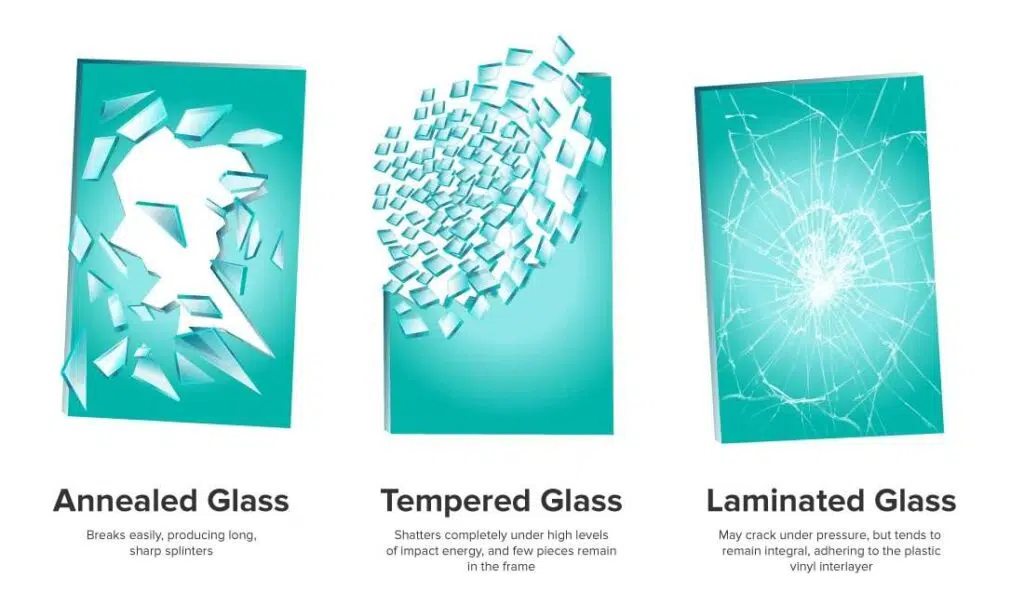 Annealed Glass
Breaks easily, producing long,
sharp splinters
Tempered Glass
Shatters completely under high levels
of impact energy, and few pieces remain
in the frame
Laminated Glass
May crack under pressure, but tends to
remain integral, adhering to the plastic
vinyl interlayer